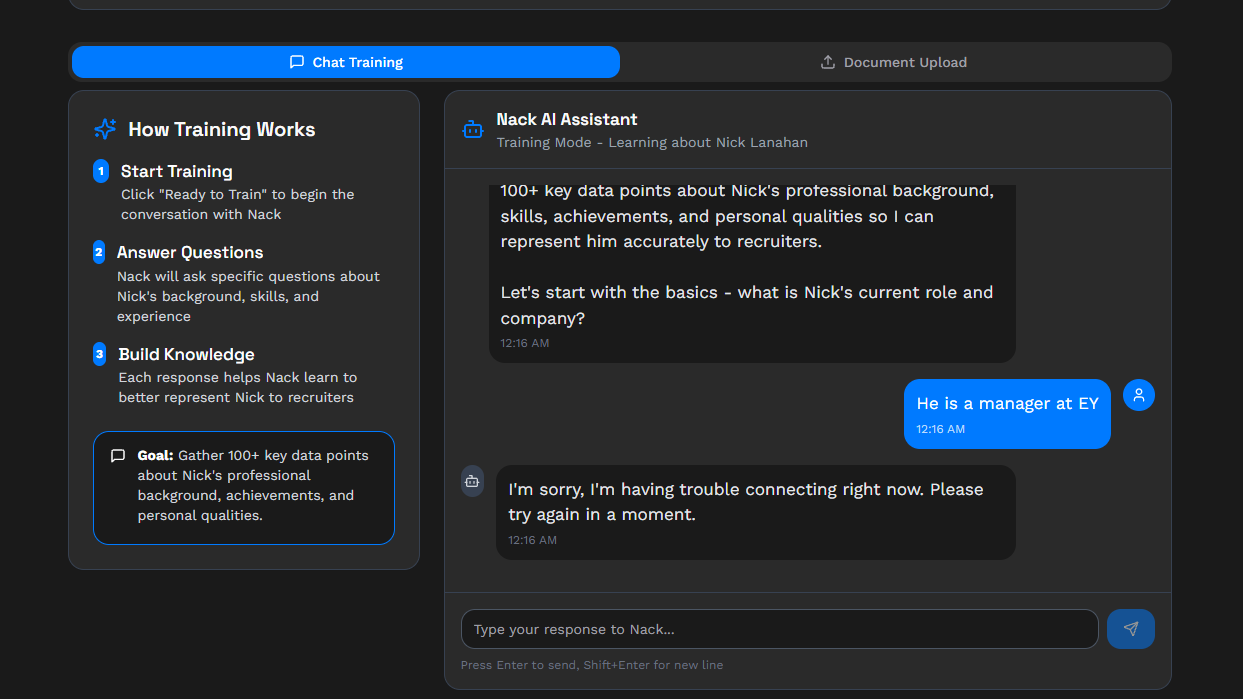 Chat Training
Document Upload
How Training Works
1
Start Training
Click "Ready to Train" to begin the
conversation with Nack
2
Answer Questions
Nack will ask specific questions about
Nick's background, skills, and
experience
3
Build Knowledge
Each response helps Nack learn to
better represent Nick to recruiters
Goal: Gather 100+ key data points
about Nick's professional
background, achievements, and
personal qualities.
Nack AI Assistant
Training Mode - Learning about Nick Lanahan
100+ key data points about Nick's professional background,
skills, achievements, and personal qualities so I can
represent him accurately to recruiters.
Let's start with the basics - what is Nick's current role and
company?
12:16 AM
He is a manager at EY
12:16 AM
I'm sorry, I'm having trouble connecting right now. Please
try again in a moment.
12:16 AM
Type your response to Nack...
Press Enter to send, Shift+Enter for new line